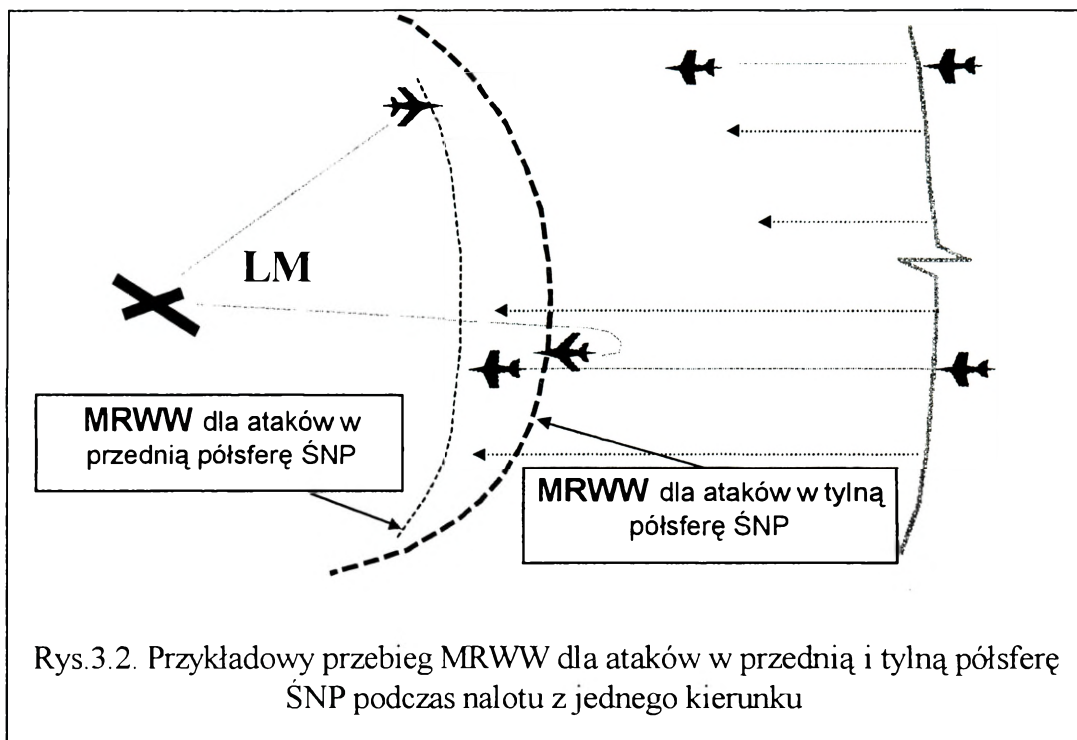 LM
MRWW dla ataków w
przednią półsferę ŚNP
MRWW dla ataków w tylną
półsferę ŚNP
Rys.3.2. Przykładowy przebieg MRWW dla ataków w przednią i tylną półsferę
ŚNP podczas nalotu z jednego kierunku